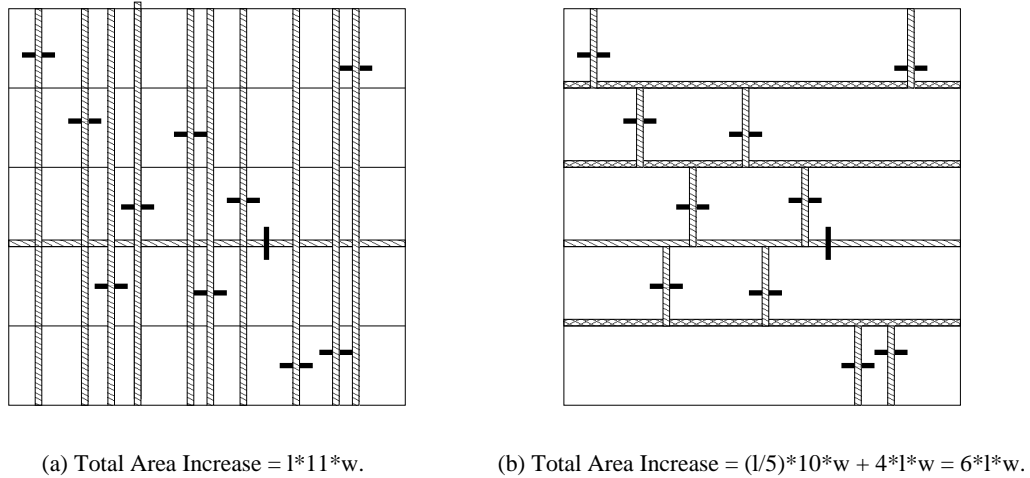 (a) Total Area Increase = l*11*w.
(b) Total Area Increase = (l/5)*10*w + 4*l*w = 6*l*w.